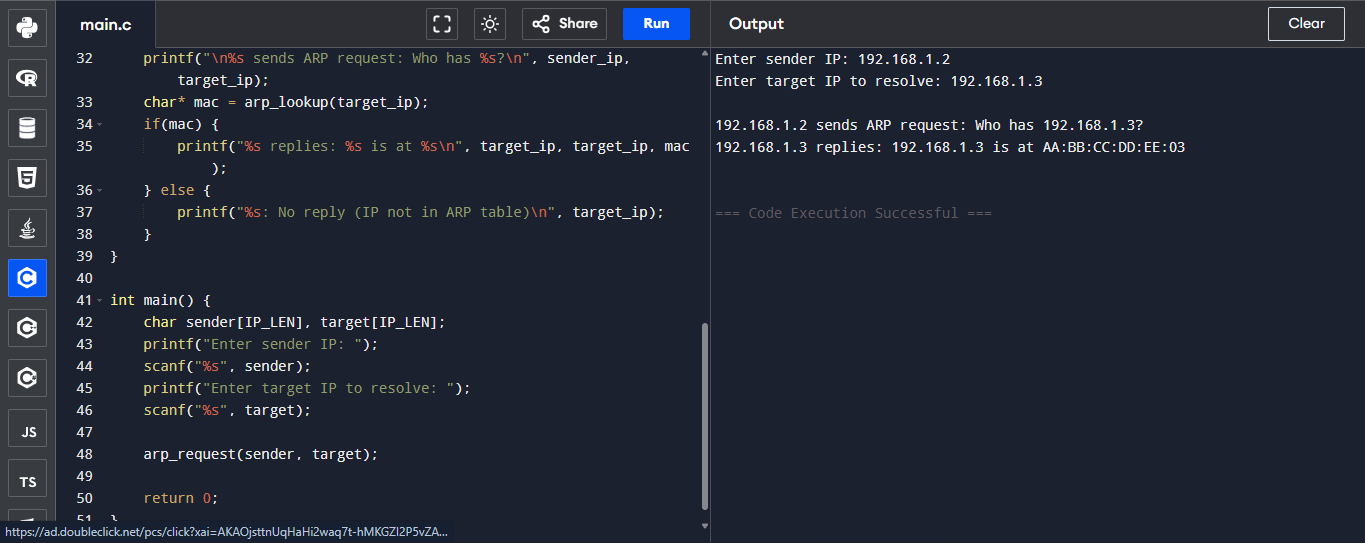 main.c
Share
Run
Output
Clear
32 printf("\n%s sends ARP request: Who has %s?\n", sender_ip,
target_ip);
33 char* mac = arp_lookup(target_ip);
34 if(mac) {
35 printf("%s replies: %s is at %s\n", target_ip, target_ip, mac
);
36 } else {
37 printf("%s: No reply (IP not in ARP table)\n", target_ip);
38 }
39 }
40
41 int main() {
42 char sender[IP_LEN], target[IP_LEN];
43 printf("Enter sender IP: ");
44 scanf("%s", sender);
45 printf("Enter target IP to resolve: ");
46 scanf("%s", target);
47
48 arp_request(sender, target);
49
50 return 0;
51 }
JS
TS
https://ad.doubleclick.net/pcs/click?xai=AKAOjsttnUqHaHi2waq7t-hMKGZl2P5vZA...
Enter sender IP: 192.168.1.2
Enter target IP to resolve: 192.168.1.3
192.168.1.2 sends ARP request: Who has 192.168.1.3?
192.168.1.3 replies: 192.168.1.3 is at AA:BB:CC:DD:EE:03
=== Code Execution Successful ===